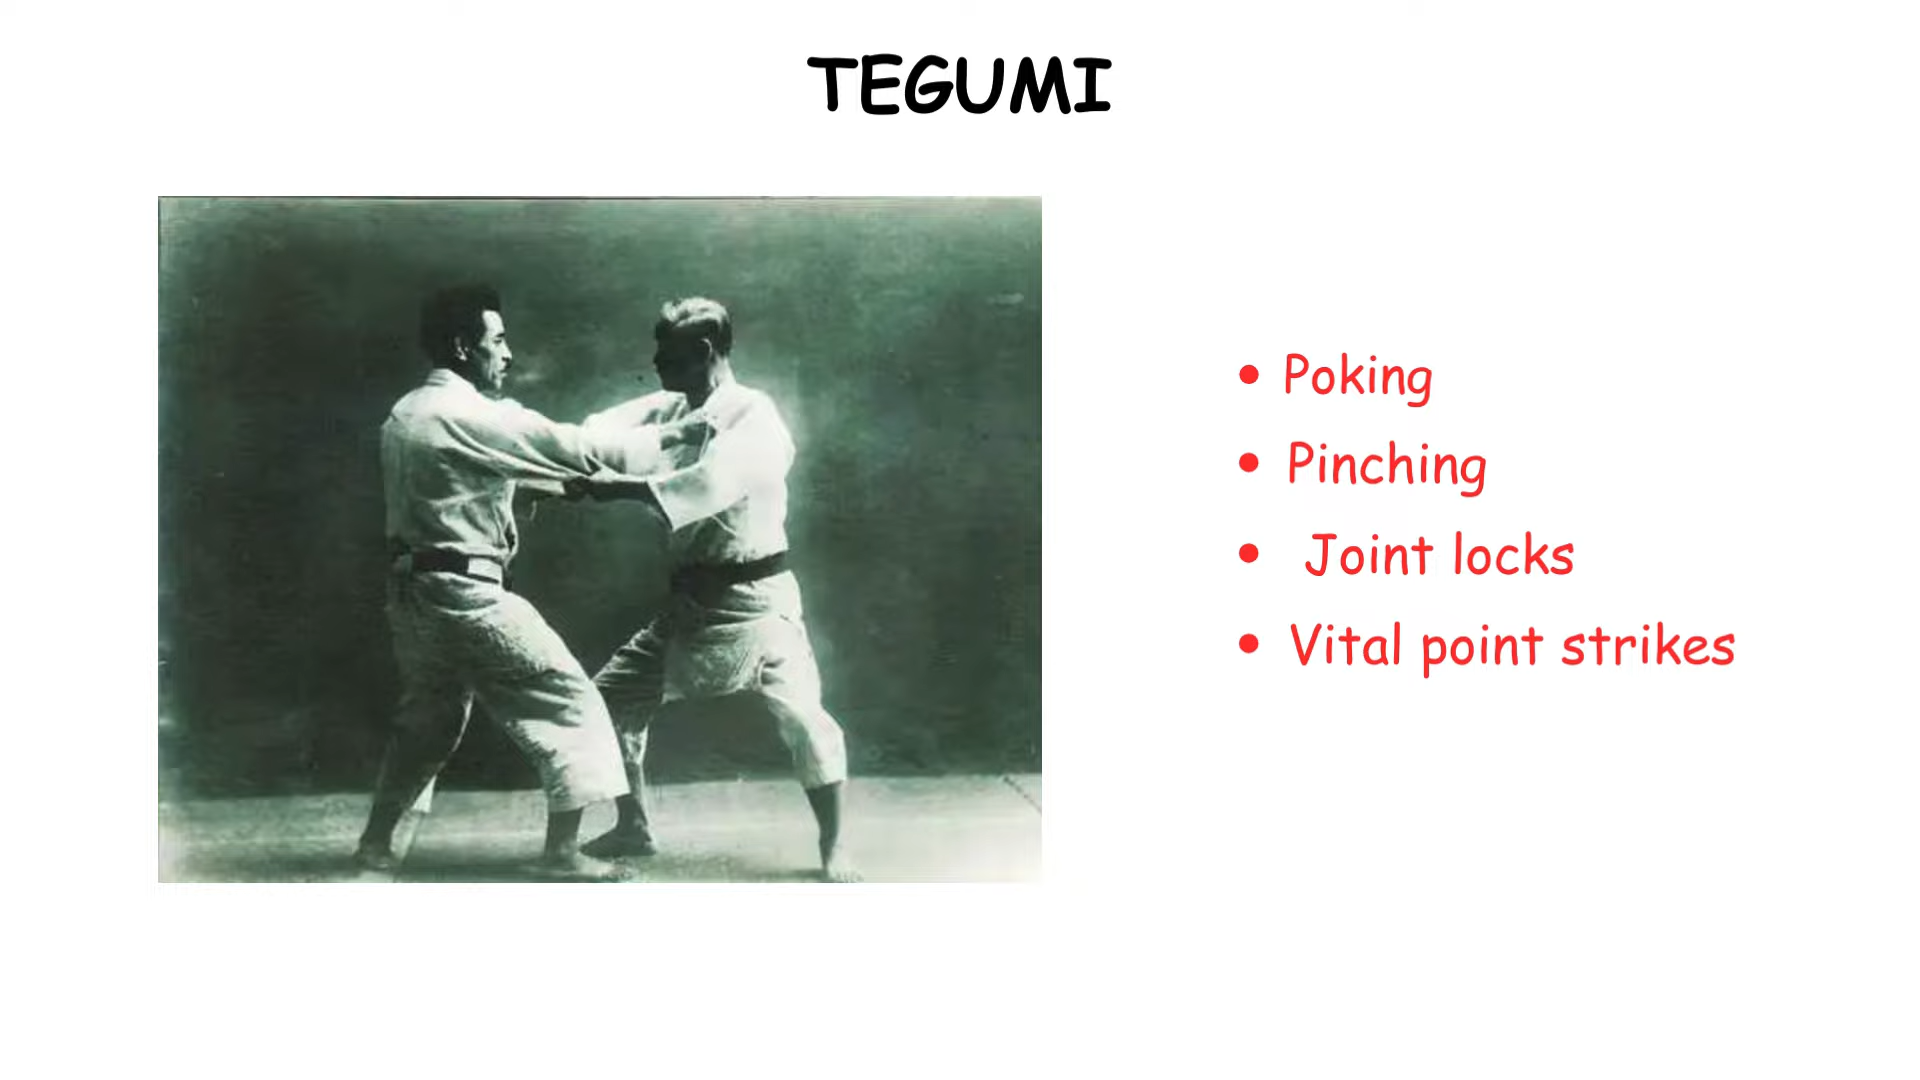 TEGUMI
• Poking
• Pinching
• Joint locks
• Vital point strikes